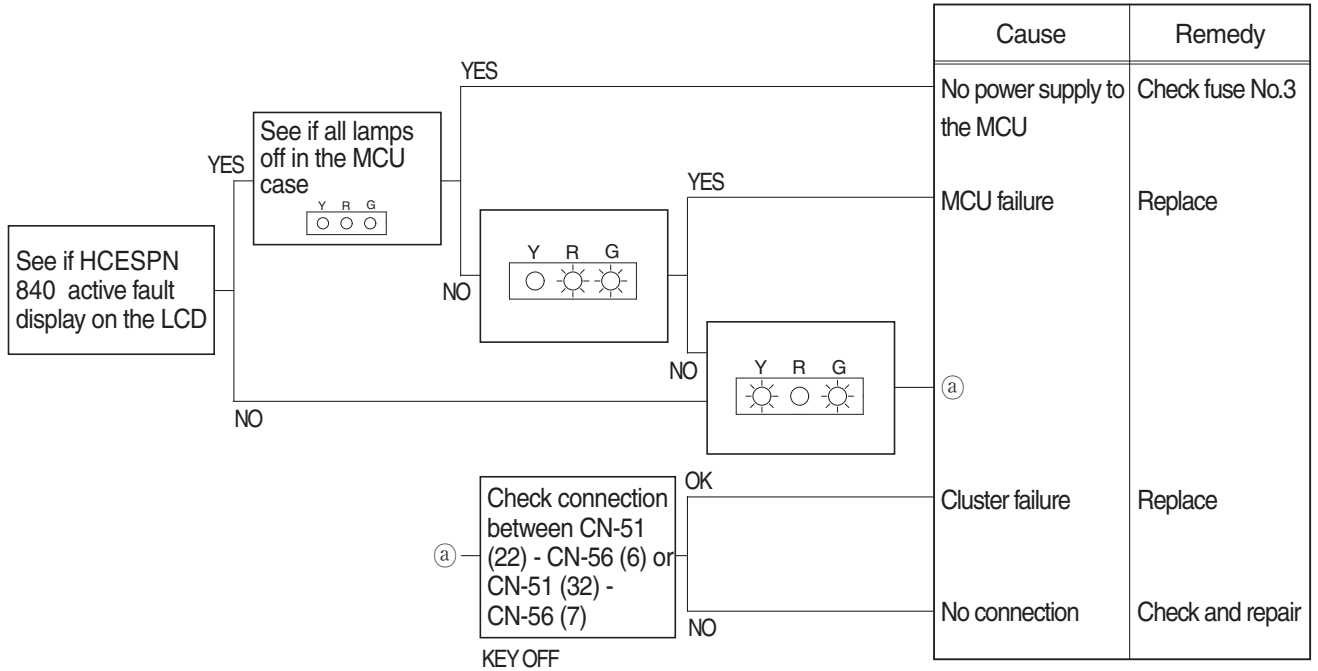 Cause
Remedy
YES
No power supply to
the MCU
Check fuse No.3
See if all lamps
off in the MCU
case
Y R G
YES
YES
MCU failure
Replace
See if HCESPN
840 active fault
display on the LCD
Y R G
NO
NO
Y R G
ⓐ
NO
Check connection
between CN-51
(22) - CN-56 (6) or
CN-51 (32) -
CN-56 (7)
ⓐ
OK
Cluster failure
Replace
NO
No connection
Check and repair
KEY OFF